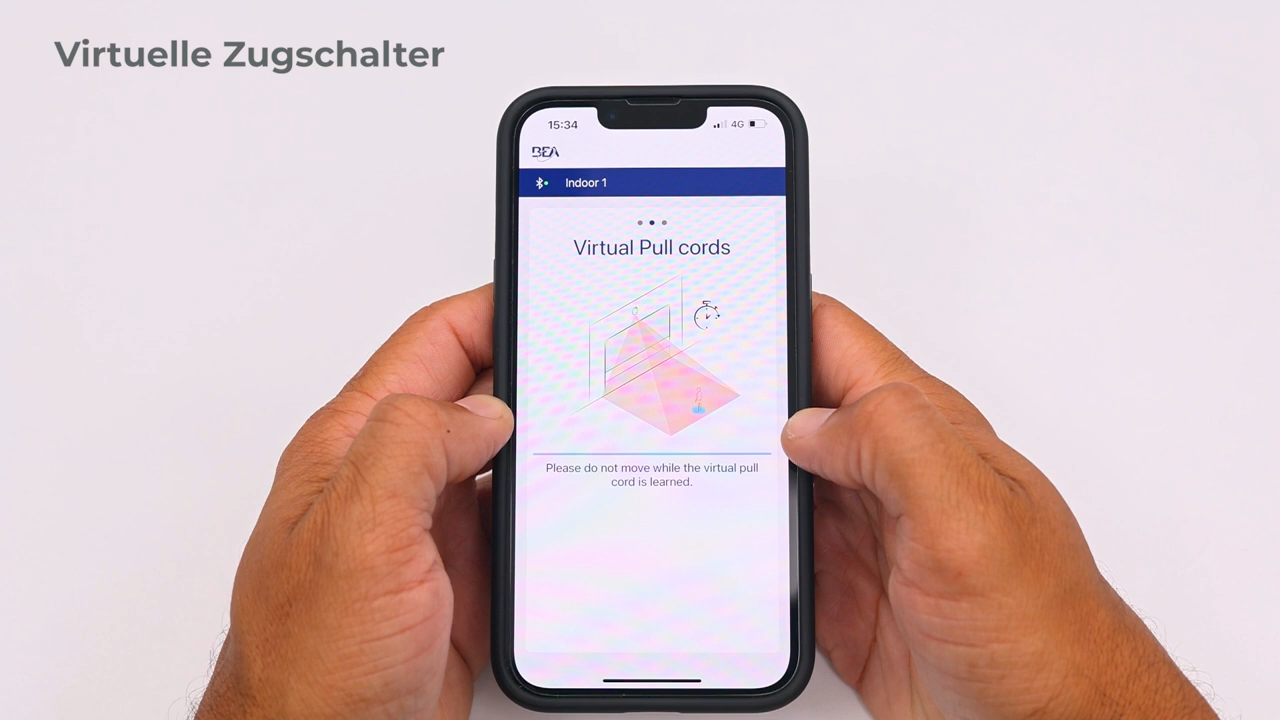 Virtuelle Zugschalter
15:34
4G
BEA
Indoor 1
Virtual Pull cords
Please do not move while the virtual pull
cord is learned.